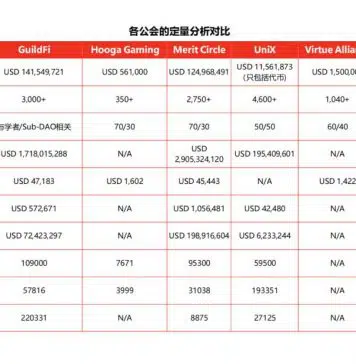 各公会的定量分析对比
GuildFi Hooga Gaming Merit Circle UniX Virtue Allian
USD 141,549,721 USD 561,000 USD 124,968,491 USD 11,561,873 USD 1,500,00
(只包括代币)
3,000+ 350+ 2,750+ 4,600+ 1,040+
与学者/Sub-DAO相关 70/30 70/30 50/50 60/40
USD 1,718,015,288 N/A USD USD 195,409,601 N/A
2,905,324,120
USD 47,183 USD 1,602 USD 45,443 N/A USD 1,422
USD 572,671 N/A USD 1,056,481 USD 42,480 N/A
USD 72,423,297 N/A USD 198,916,604 USD 6,233,244 N/A
109000 7671 95300 59500 N/A
57816 3999 31038 193351 N/A
220331 N/A 8875 27125 N/A